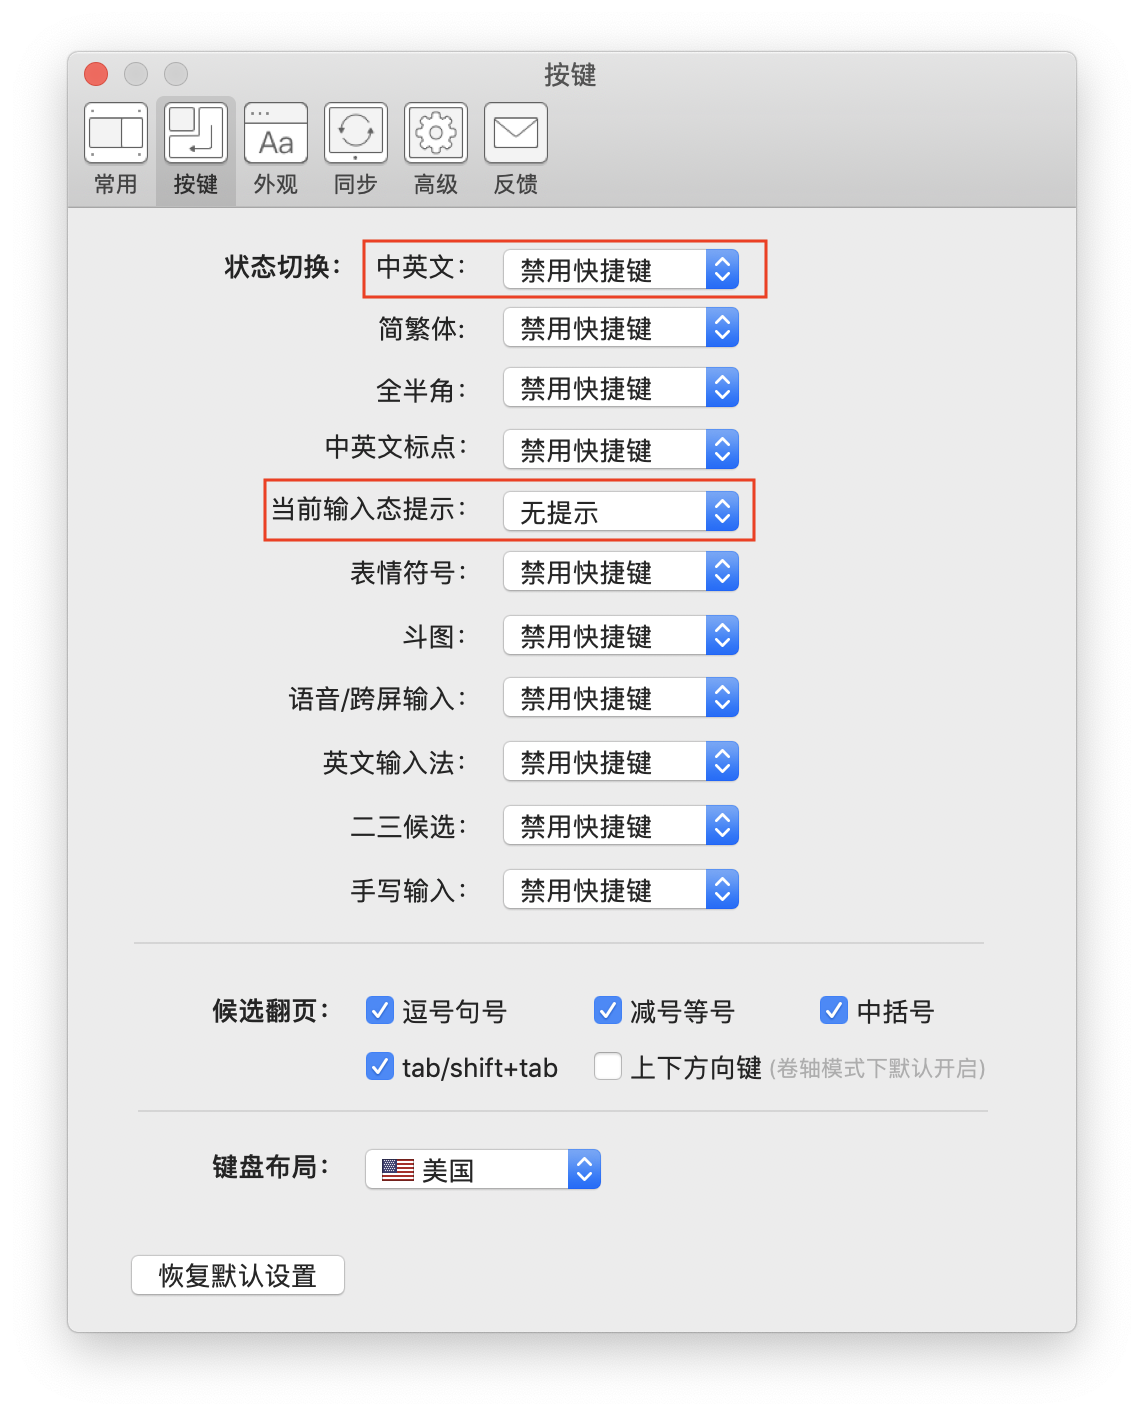 按键
Aa
常用 按键 外观 同步 高级 反馈
状态切换： 中英文： 禁用快捷键
简繁体: 禁用快捷键
全半角： 禁用快捷键
中英文标点： 禁用快捷键
当前输入态提示： 无提示
表情符号： 禁用快捷键
斗图： 禁用快捷键
语音/跨屏输入： 禁用快捷键
英文输入法： 禁用快捷键
二三候选： 禁用快捷键
手写输入： 禁用快捷键
候选翻页： 逗号句号 减号等号 中括号
tab/shift+tab 上下方向键 (卷轴模式下默认开启)
键盘布局： 美国
恢复默认设置